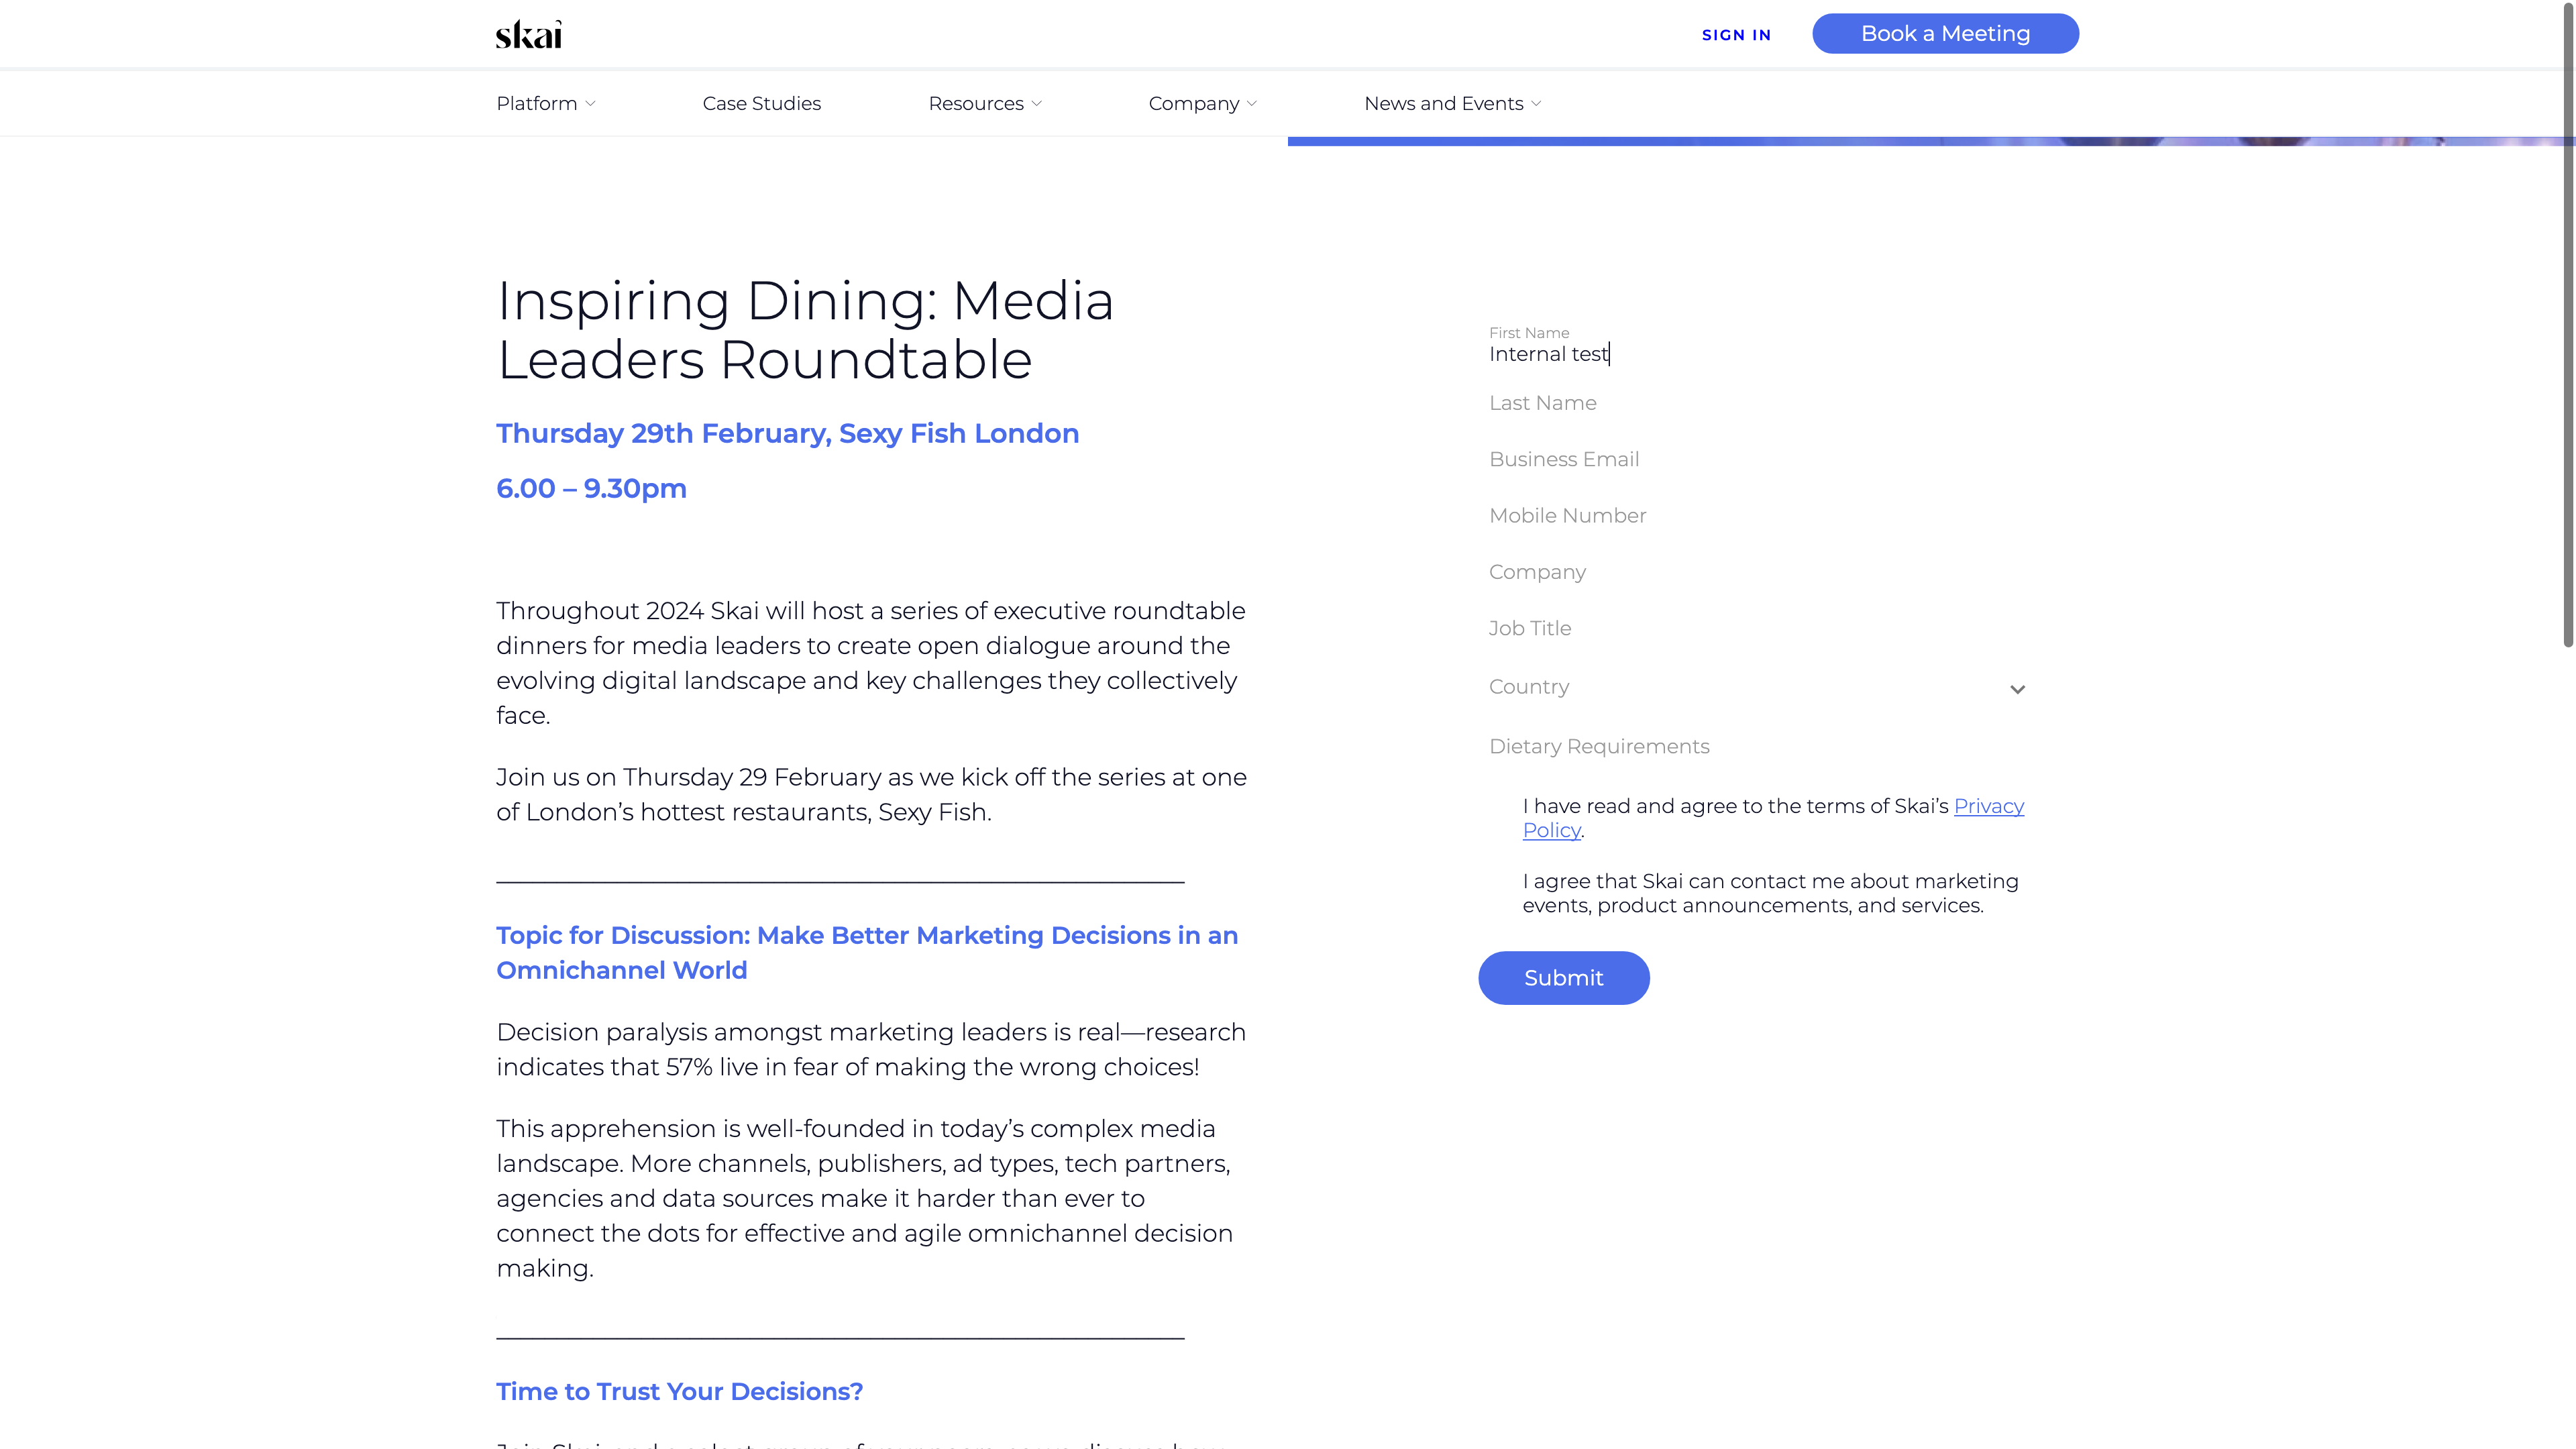 skai
SIGN IN
Book a Meeting
Platform
Case Studies
Resources
Company
News and Events
Inspiring Dining: Media
Leaders Roundtable
Thursday 29th February, Sexy Fish London
6.00 – 9.30pm
Throughout 2024 Skai will host a series of executive roundtable
dinners for media leaders to create open dialogue around the
evolving digital landscape and key challenges they collectively
face.
Join us on Thursday 29 February as we kick off the series at one
of London’s hottest restaurants, Sexy Fish.
Topic for Discussion: Make Better Marketing Decisions in an
Omnichannel World
Decision paralysis amongst marketing leaders is real—research
indicates that 57% live in fear of making the wrong choices!
This apprehension is well-founded in today’s complex media
landscape. More channels, publishers, ad types, tech partners,
agencies and data sources make it harder than ever to
connect the dots for effective and agile omnichannel decision
making.
Time to Trust Your Decisions?
First Name
Internal test
Last Name
Business Email
Mobile Number
Company
Job Title
Country
Dietary Requirements
I have read and agree to the terms of Skai’s Privacy
Policy.
I agree that Skai can contact me about marketing
events, product announcements, and services.
Submit